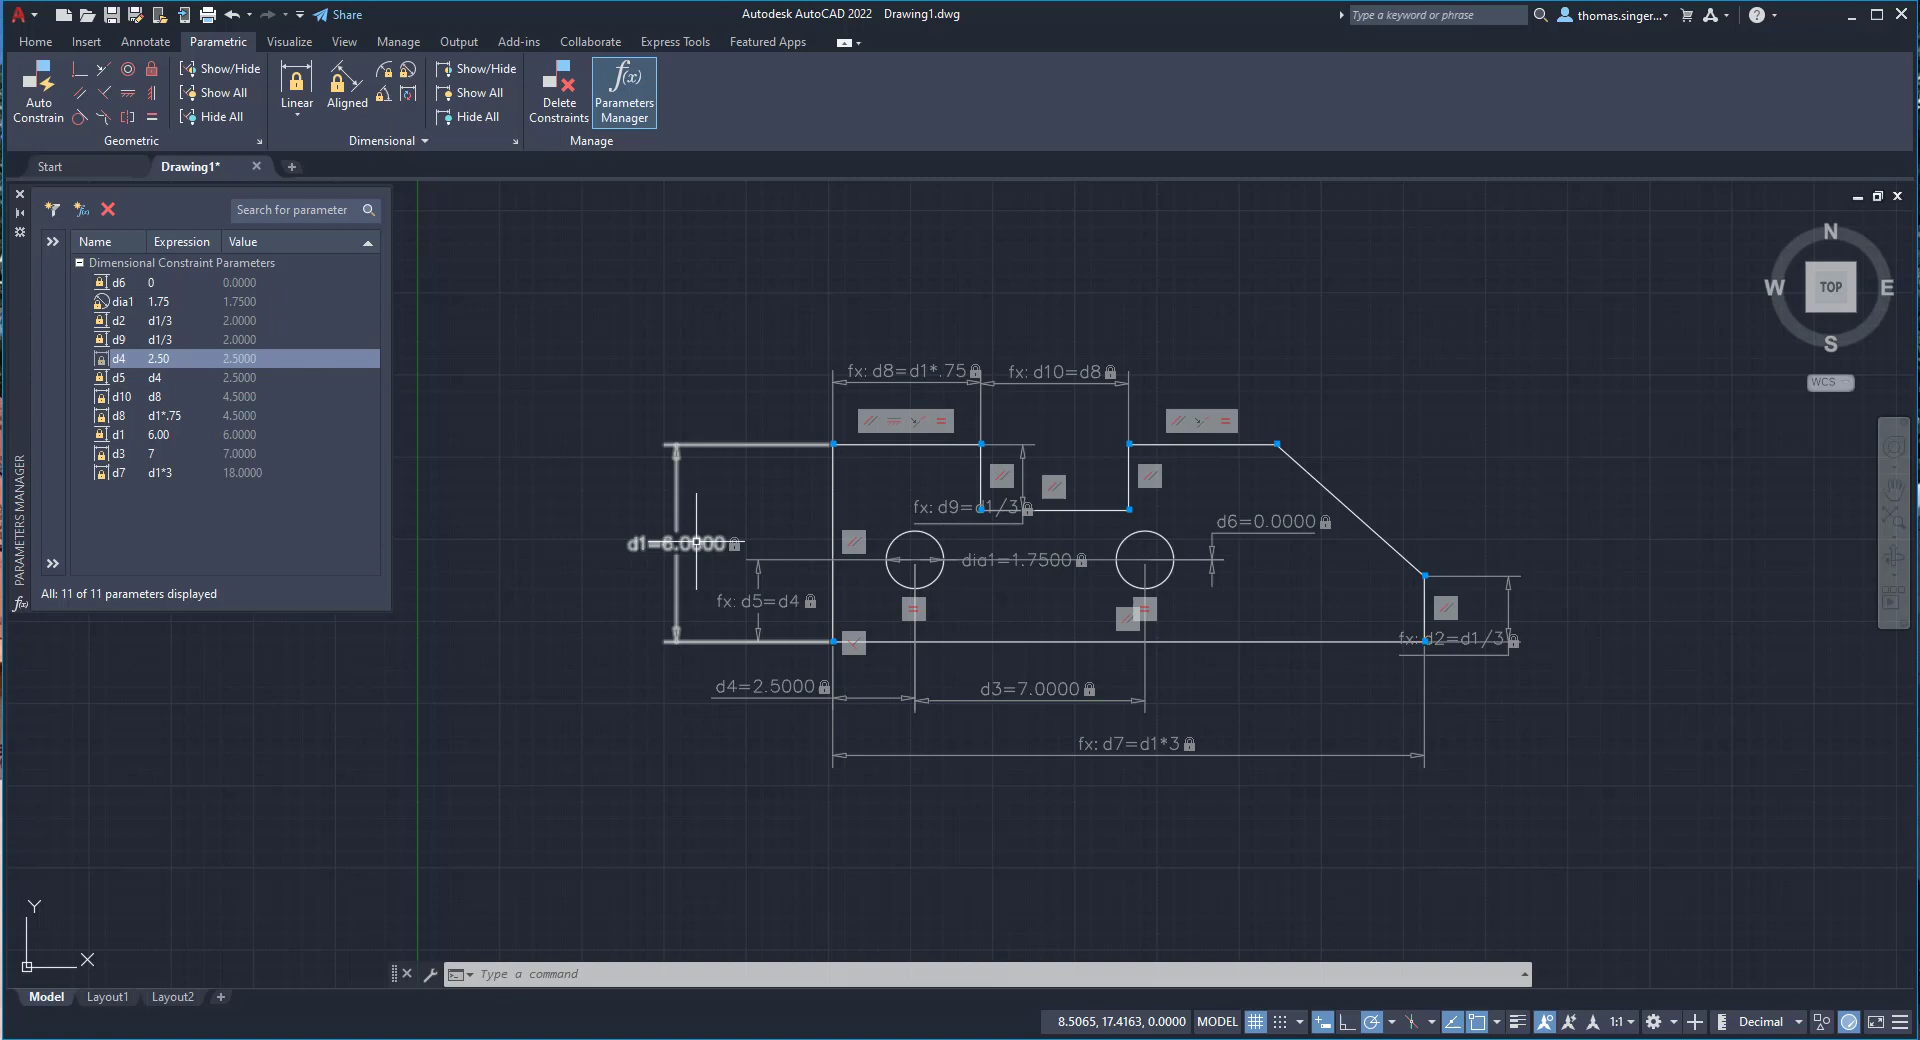 Share
Autodesk AutoCAD 2022 Drawing1.dwg
Type a keyword or phrase
thomas.singer...
Home Insert Annotate Parametric Visualize View Manage Output Add-ins Collaborate Express Tools Featured Apps
Auto
Constrain
Show/Hide
Show All
Hide All
Geometric
Linear
Aligned
Show/Hide
Show All
Hide All
Dimensional
Delete
Constraints
f(x)
Parameters
Manager
Manage
Start
Drawing1*
Search for parameter
Name Expression Value
Dimensional Constraint Parameters
d6 0 0.0000
dia1 1.75 1.7500
d2 d1/3 2.0000
d9 d1/3 2.0000
d4 2.50 2.5000
d5 d4 2.5000
d10 d8 4.5000
d8 d1*.75 4.5000
d1 6.00 6.0000
d3 7 7.0000
d7 d1*3 18.0000
PARAMETERS MANAGER
All: 11 of 11 parameters displayed
N
W
TOP
E
S
WCS
fx: d8=d1*.75
fx: d10=d8
fx: d9=d1/3
d6=0.0000
d1=6.0000
dia1=1.7500
fx: d5=d4
fx: d2=d1/3
d4=2.5000
d3=7.0000
fx: d7=d1*3
Y
X
Type a command
Model Layout1 Layout2
8.5065, 17.4163, 0.0000 MODEL
1:1
Decimal